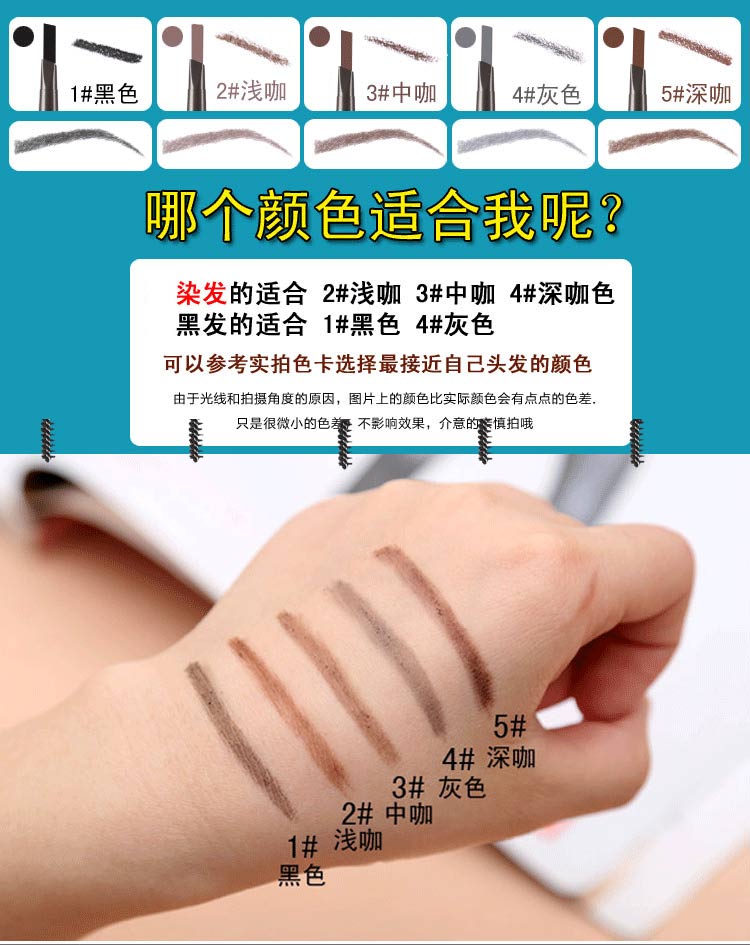 1#黑色
2#浅咖
3#中咖
4#灰色
5#深咖
哪个颜色适合我呢?
染发的适合 2#浅咖 3#中咖 4#深咖色
黑发的适合 1#黑色 4#灰色
可以参考实拍色卡选择最接近自己头发的颜色
由于光线和拍摄角度的原因，图片上的颜色比实际颜色会有点点的色差.
只是很微小的色差 不影响效果，介意的 慎拍哦
5#
深咖
4#
灰色
3#
中咖
2#
浅咖
1#
黑色